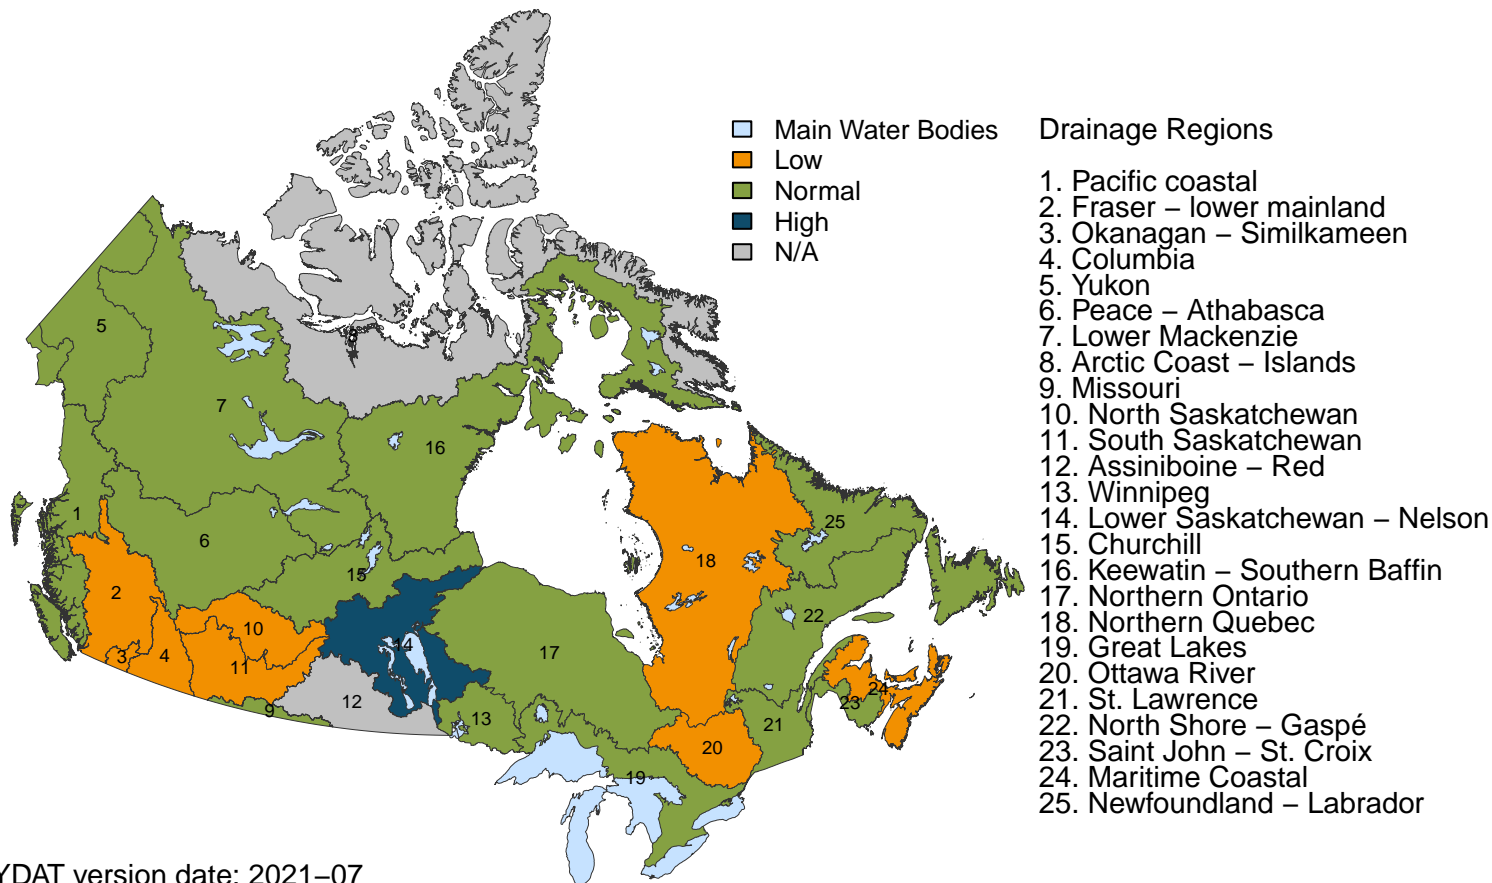 Main Water Bodies
Low
Normal
High
N/A
Drainage Regions
1. Pacific coastal
2. Fraser – lower mainland
3. Okanagan – Similkameen
4. Columbia
5. Yukon
6. Peace – Athabasca
7. Lower Mackenzie
8. Arctic Coast – Islands
9. Missouri
10. North Saskatchewan
11. South Saskatchewan
12. Assiniboine – Red
13. Winnipeg
14. Lower Saskatchewan – Nelson
15. Churchill
16. Keewatin – Southern Baffin
17. Northern Ontario
18. Northern Quebec
19. Great Lakes
20. Ottawa River
21. St. Lawrence
22. North Shore – Gaspé
23. Saint John – St. Croix
24. Maritime Coastal
25. Newfoundland – Labrador
5
8
7
16
1
25
6
18
15
2
22
10
14
3
4
11
17
24
12
23
9
13
21
20
19
YDAT version date: 2021–07